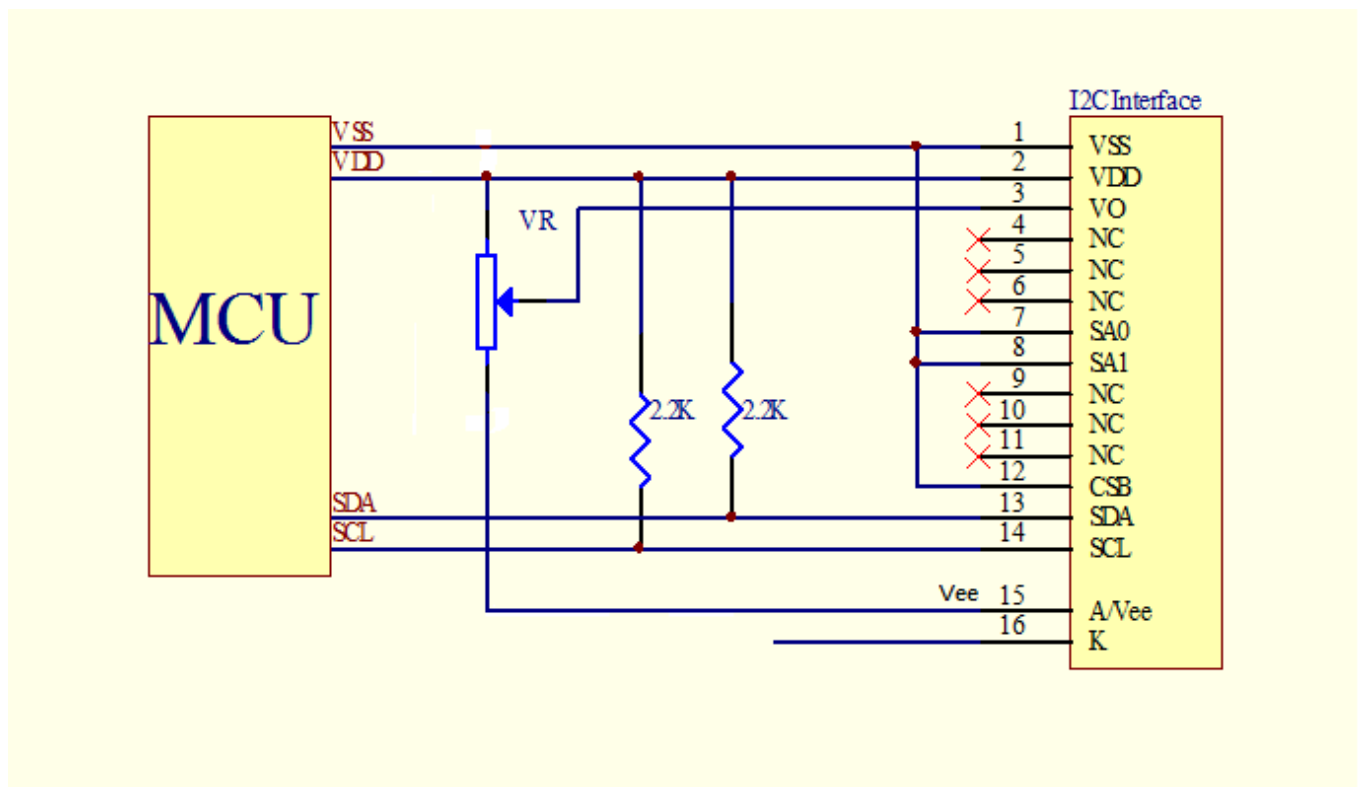 I2C Interface
VSS
1
VSS
VDD
2
VDD
3
VO
VR
4
NC
5
NC
6
NC
MCU
7
SA0
8
SA1
9
NC
2.2K
2.2K
10
NC
11
NC
12
CSB
SDA
13
SDA
SCL
14
SCL
Vee
15
A/Vee
16
K